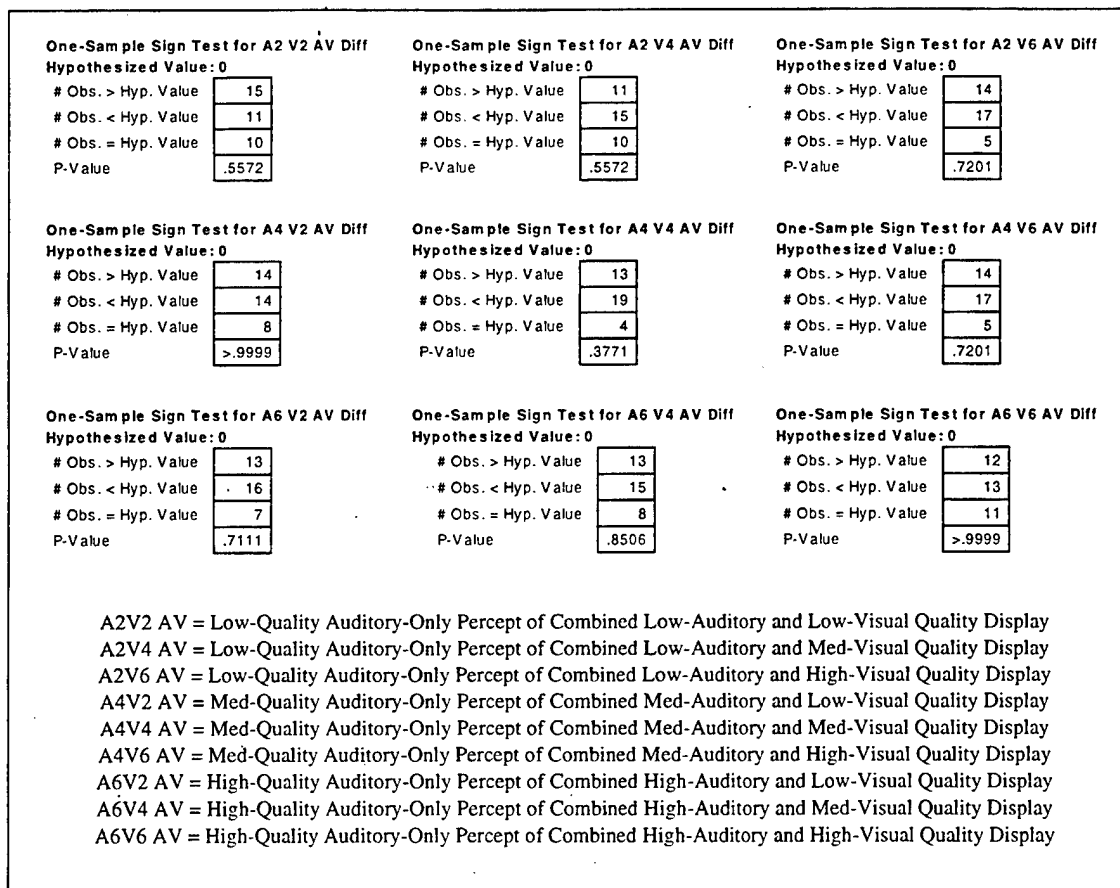 One-Sample Sign Test for A2 V2 AV Diff
Hypothesized Value: 0
# Obs. > Hyp. Value 15
# Obs. < Hyp. Value 11
# Obs. = Hyp. Value 10
P-Value .5572
One-Sample Sign Test for A2 V4 AV Diff
Hypothesized Value: 0
# Obs. > Hyp. Value 11
# Obs. < Hyp. Value 15
# Obs. = Hyp. Value 10
P-Value .5572
One-Sample Sign Test for A2 V6 AV Diff
Hypothesized Value: 0
# Obs. > Hyp. Value 14
# Obs. < Hyp. Value 17
# Obs. = Hyp. Value 5
P-Value .7201
One-Sample Sign Test for A4 V2 AV Diff
Hypothesized Value: 0
# Obs. > Hyp. Value 14
# Obs. < Hyp. Value 14
# Obs. = Hyp. Value 8
P-Value >.9999
One-Sample Sign Test for A4 V4 AV Diff
Hypothesized Value: 0
# Obs. > Hyp. Value 13
# Obs. < Hyp. Value 19
# Obs. = Hyp. Value 4
P-Value .3771
One-Sample Sign Test for A4 V6 AV Diff
Hypothesized Value: 0
# Obs. > Hyp. Value 14
# Obs. < Hyp. Value 17
# Obs. = Hyp. Value 5
P-Value .7201
One-Sample Sign Test for A6 V2 AV Diff
Hypothesized Value: 0
# Obs. > Hyp. Value 13
# Obs. < Hyp. Value 16
# Obs. = Hyp. Value 7
P-Value .7111
One-Sample Sign Test for A6 V4 AV Diff
Hypothesized Value: 0
# Obs. > Hyp. Value 13
# Obs. < Hyp. Value 15
# Obs. = Hyp. Value 8
P-Value .8506
One-Sample Sign Test for A6 V6 AV Diff
Hypothesized Value: 0
# Obs. > Hyp. Value 12
# Obs. < Hyp. Value 13
# Obs. = Hyp. Value 11
P-Value >.9999
A2V2 AV = Low-Quality Auditory-Only Percept of Combined Low-Auditory and Low-Visual Quality Display
A2V4 AV = Low-Quality Auditory-Only Percept of Combined Low-Auditory and Med-Visual Quality Display
A2V6 AV = Low-Quality Auditory-Only Percept of Combined Low-Auditory and High-Visual Quality Display
A4V2 AV = Med-Quality Auditory-Only Percept of Combined Med-Auditory and Low-Visual Quality Display
A4V4 AV = Med-Quality Auditory-Only Percept of Combined Med-Auditory and Med-Visual Quality Display
A4V6 AV = Med-Quality Auditory-Only Percept of Combined Med-Auditory and High-Visual Quality Display
A6V2 AV = High-Quality Auditory-Only Percept of Combined High-Auditory and Low-Visual Quality Display
A6V4 AV = High-Quality Auditory-Only Percept of Combined High-Auditory and Med-Visual Quality Display
A6V6 AV = High-Quality Auditory-Only Percept of Combined High-Auditory and High-Visual Quality Display